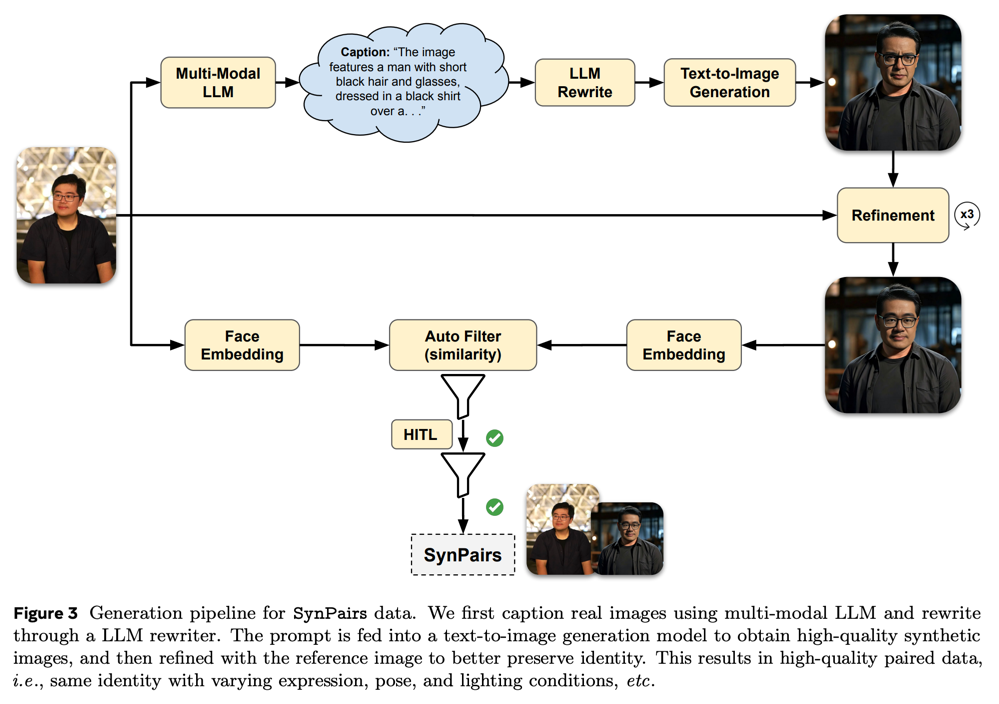 Multi-Modal
LLM
Caption: “The image
features a man with short
black hair and glasses,
dressed in a black shirt
over a. . .”
LLM
Rewrite
Text-to-Image
Generation
Refinement
x3
Face
Embedding
Auto Filter
(similarity)
Face
Embedding
HITL
SynPairs
Figure 3 Generation pipeline for SynPairs data. We first caption real images using multi-modal LLM and rewrite
through a LLM rewriter. The prompt is fed into a text-to-image generation model to obtain high-quality synthetic
images, and then refined with the reference image to better preserve identity. This results in high-quality paired data,
i.e., same identity with varying expression, pose, and lighting conditions, etc.